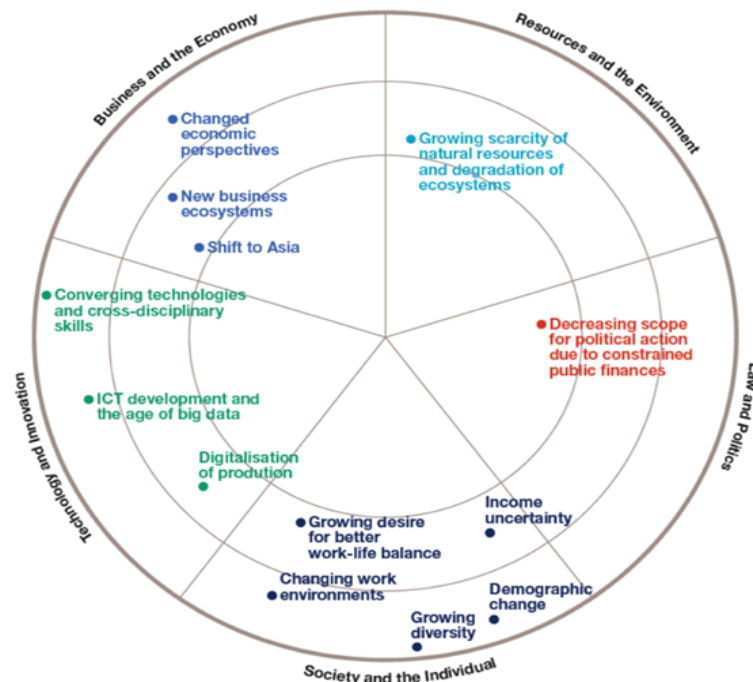 Business and the Economy
Resources and the Environment
Changed
economic
perspectives
New business
ecosystems
Shift to Asia
Growing scarcity of
natural resources
and degradation of
ecosystems
Converging technologies
and cross-disciplinary
skills
ICT development and
the age of big data
Digitalisation
of prodution
Technology and Innovation
Decreasing scope
for political action
due to constrained
public finances
Law and Politics
Growing desire
for better
work-life balance
Income
uncertainty
Changing work
environments
Growing
diversity
Demographic
change
Society and the Individual